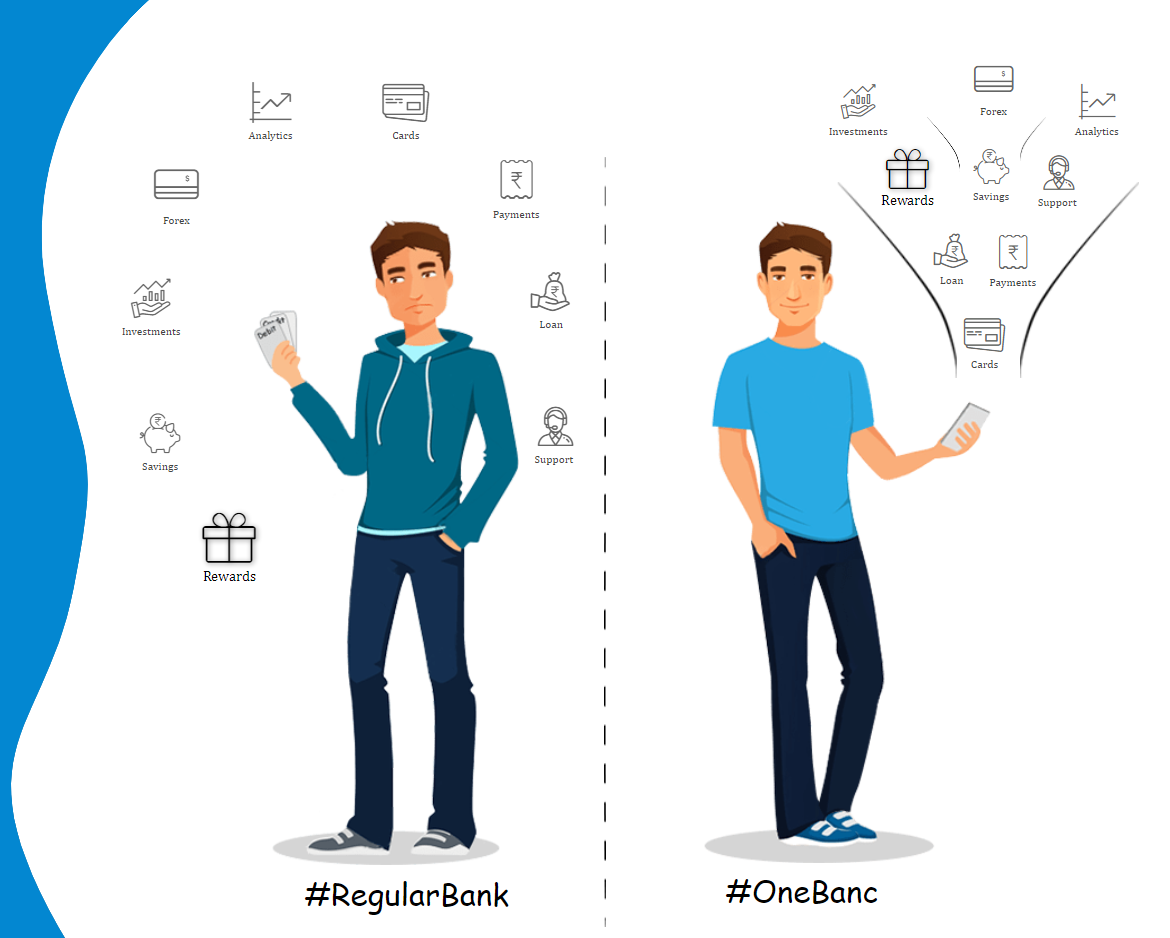 Analytics
Cards
Forex
Payments
Investments
Loan
Credit
Debit
Savings
Support
Rewards
#RegularBank
Forex
Investments
Analytics
Rewards
Savings
Support
Loan
Payments
Cards
#OneBanc